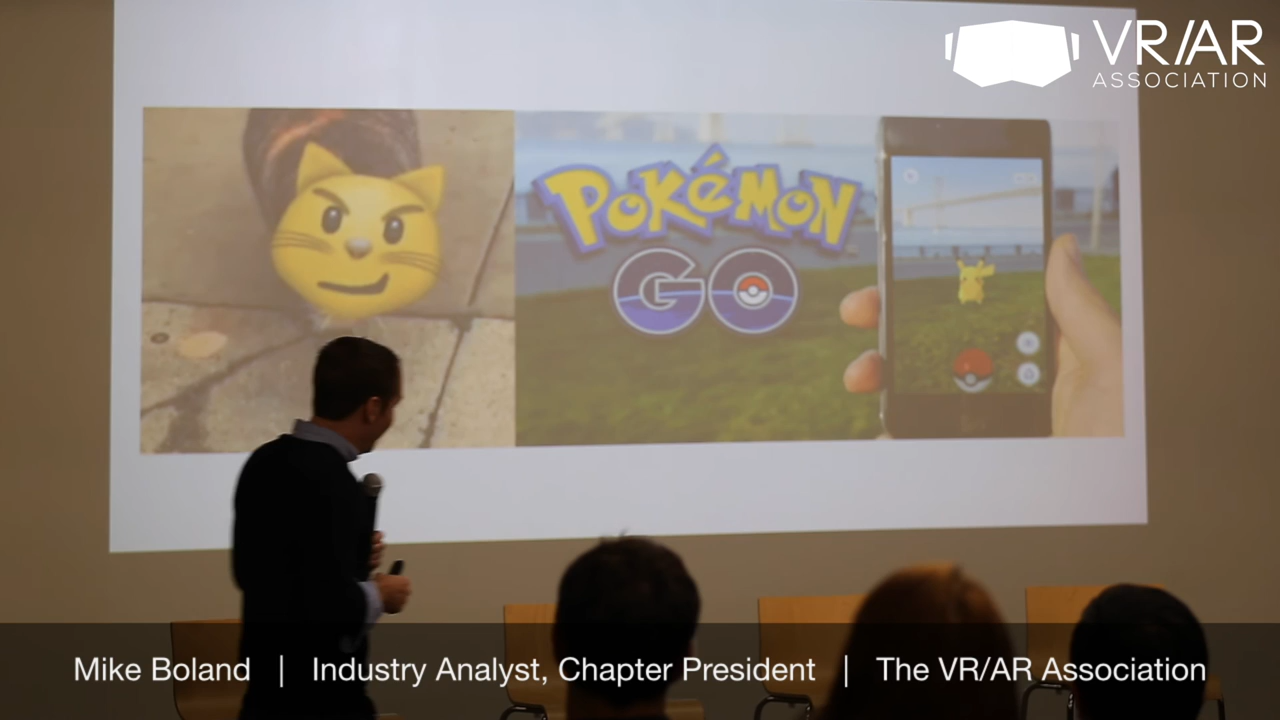 VR/AR
ASSOCIATION
POKéMON
GO
Mike Boland | Industry Analyst, Chapter President | The VR/AR Association